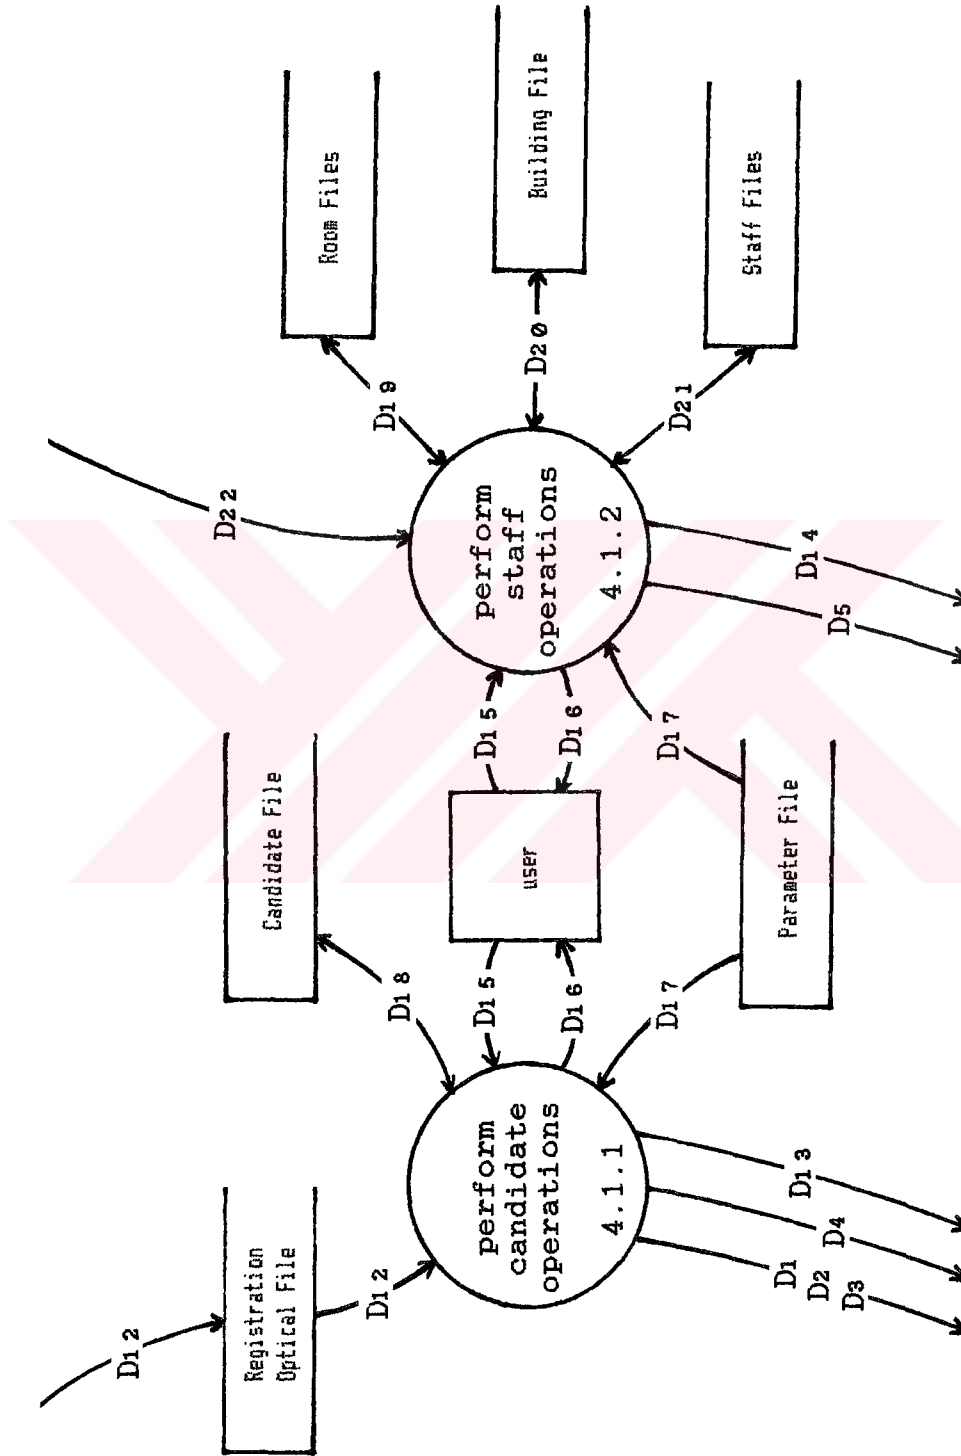 D12
D22
Registration
Optical File
Candidate File
Room Files
D12
D18
D19
perform
candidate
operations
4.1.1
D15
D16
user
D15
D16
perform
staff
operations
4.1.2
D20
Building File
D17
D17
D21
Staff Files
Parameter File
D1
D2
D3
D4
D13
D5
D14